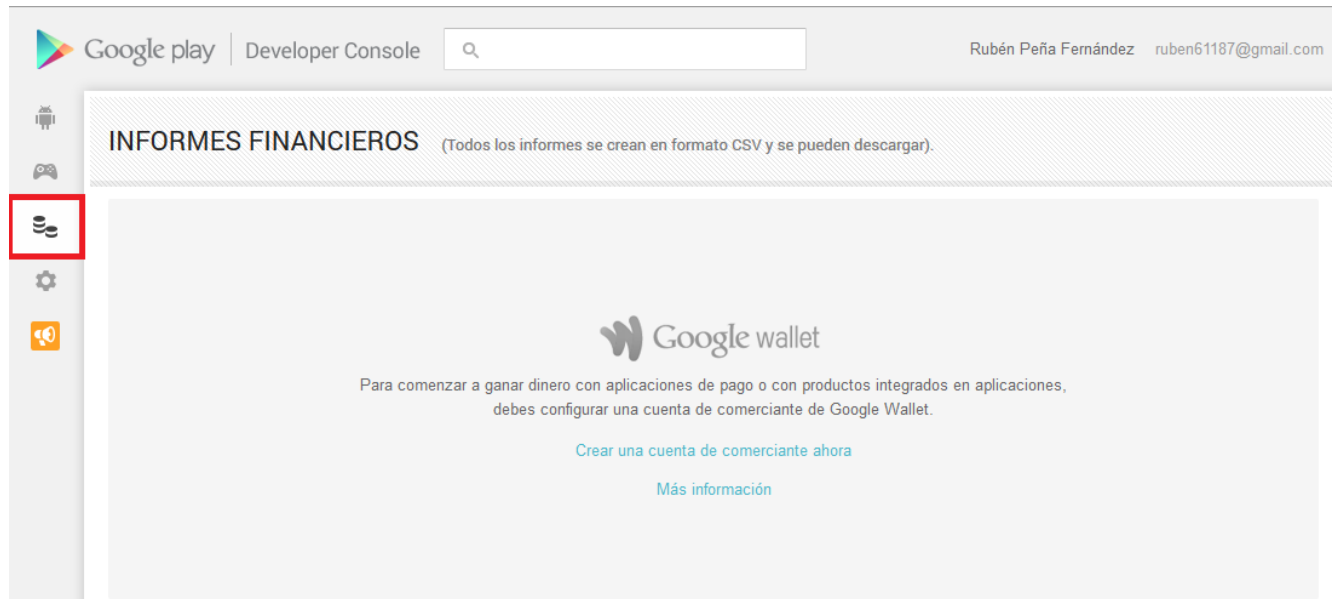 Google play Developer Console Rubén Peña Fernández ruben61187@gmail.com
INFORMES FINANCIEROS (Todos los informes se crean en formato CSV y se pueden descargar).
Google wallet
Para comenzar a ganar dinero con aplicaciones de pago o con productos integrados en aplicaciones,
debes configurar una cuenta de comerciante de Google Wallet.
Crear una cuenta de comerciante ahora
Más información